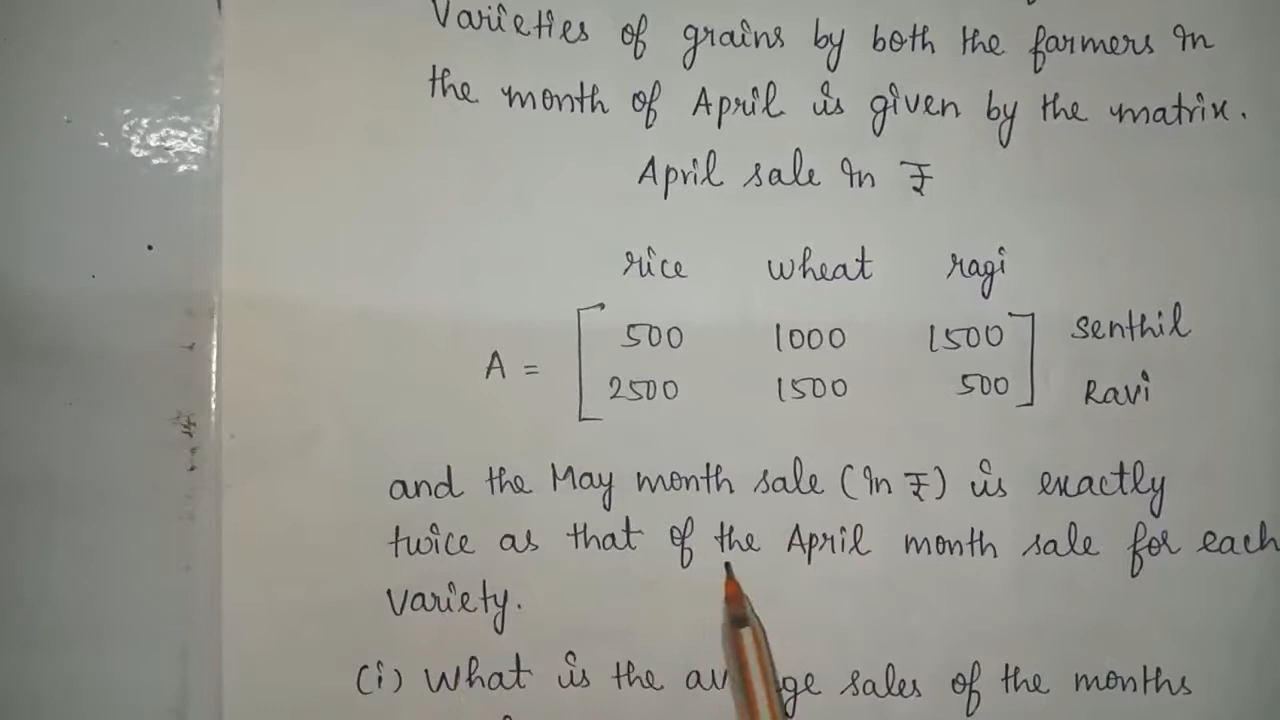 Varieties of grains by both the farmers in
the month of April is given by the matrix.
April sale in ₹
rice wheat ragi
A = [ 500 1000 1500 ] Senthil
2500 1500 500 Ravi
and the May month sale (in ₹) is exactly
twice as that of the April month sale for each
variety.
(i) What is the sales of the months